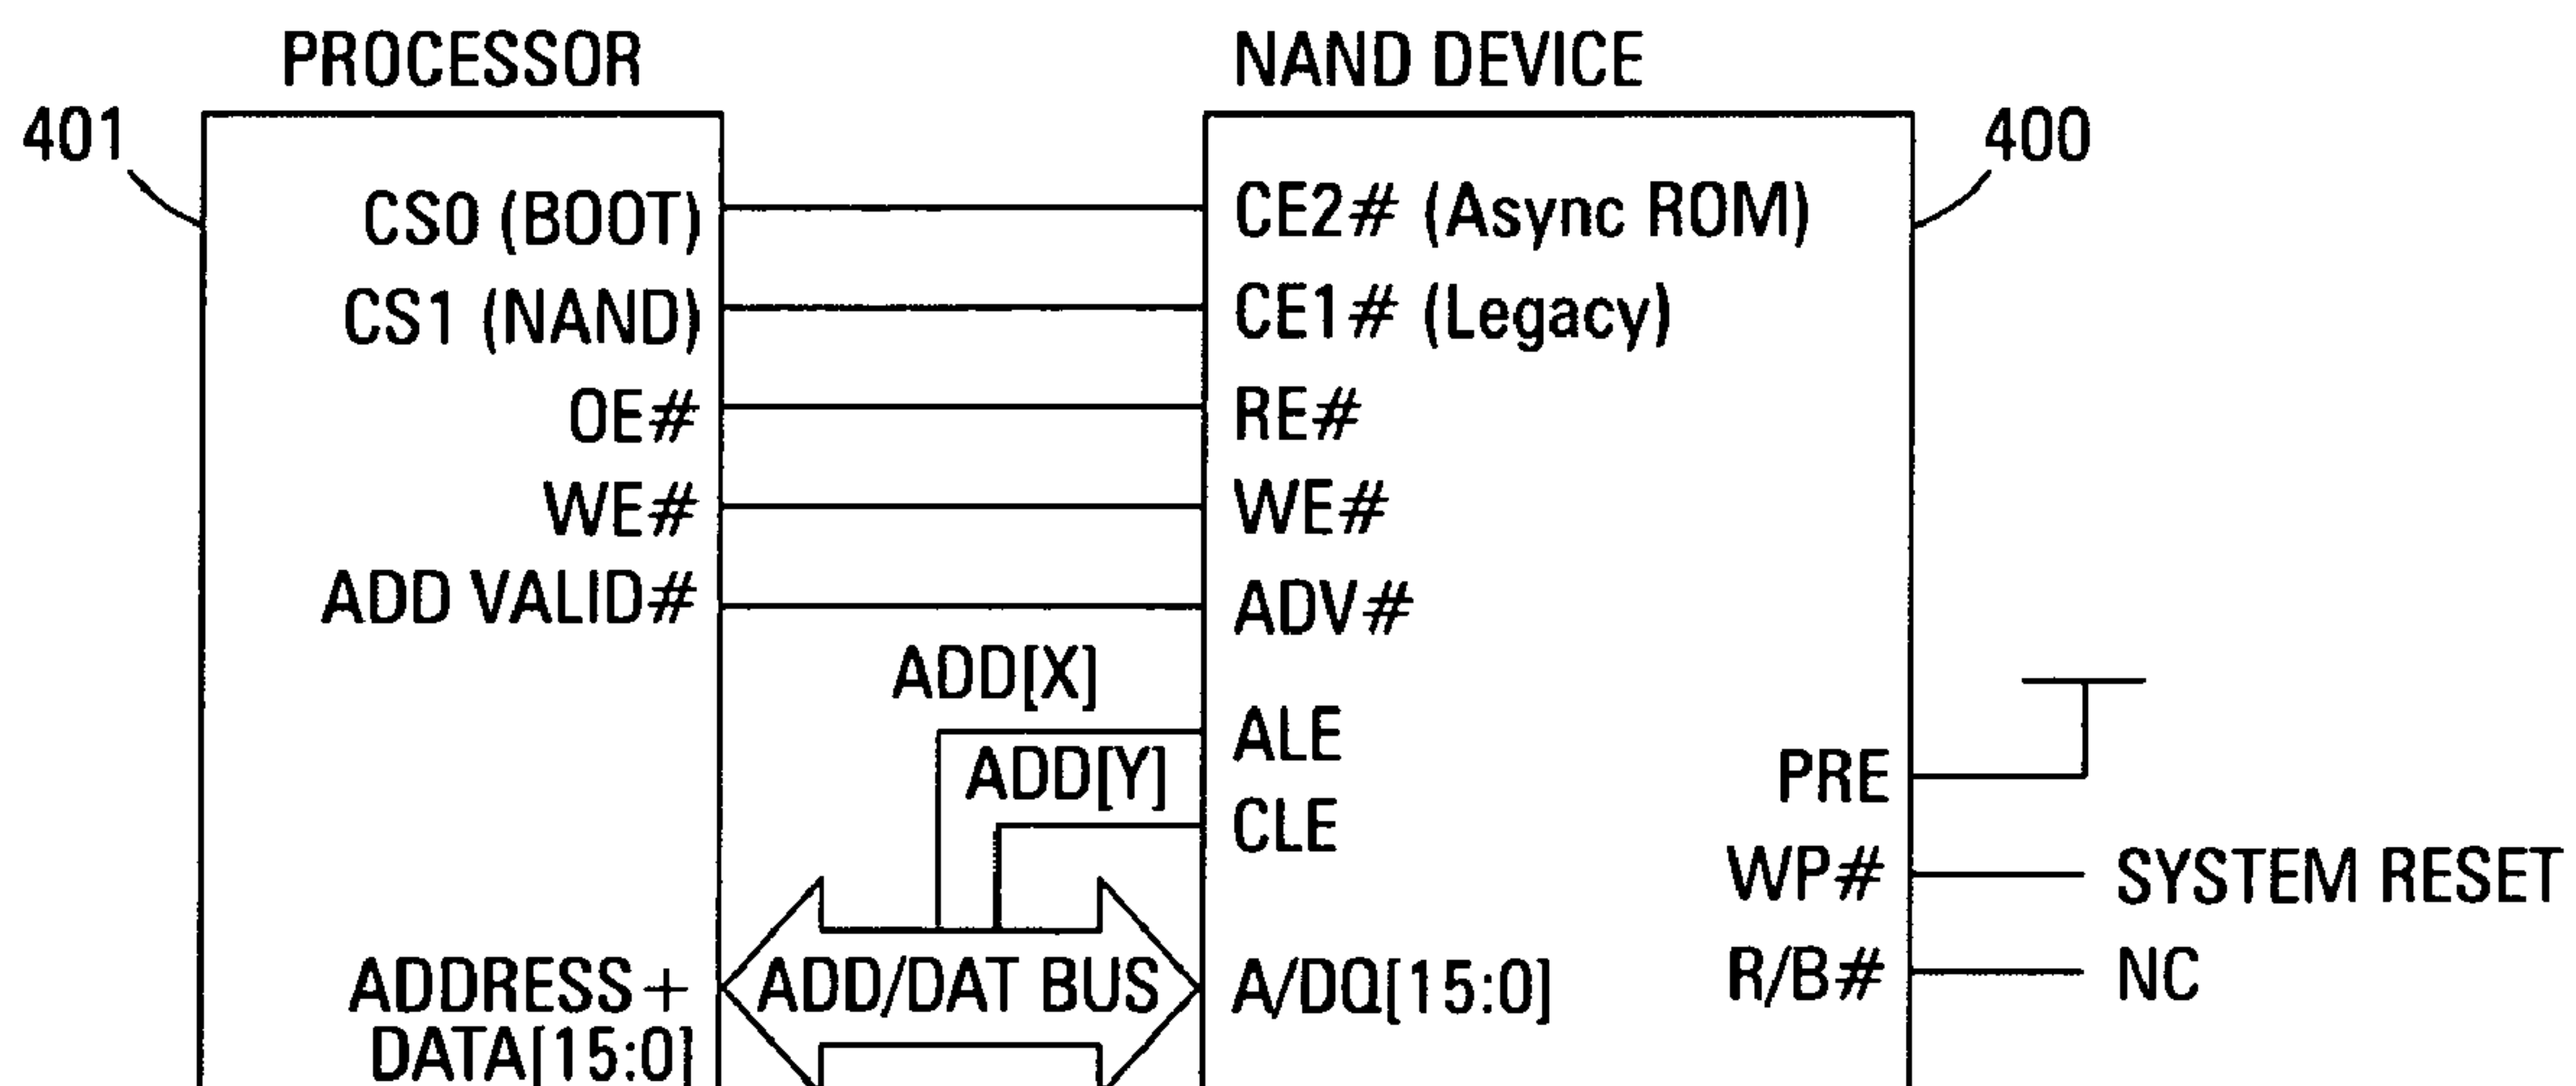 PROCESSOR
NAND DEVICE
401
400
CS0 (BOOT)
CE2# (Async ROM)
CS1 (NAND)
CE1# (Legacy)
OE#
RE#
WE#
WE#
ADD VALID#
ADV#
ADD[X]
ALE
ADD[Y]
PRE
CLE
WP#
SYSTEM RESET
ADDRESS+
DATA[15:0]
ADD/DAT BUS
A/DQ[15:0]
R/B#
NC